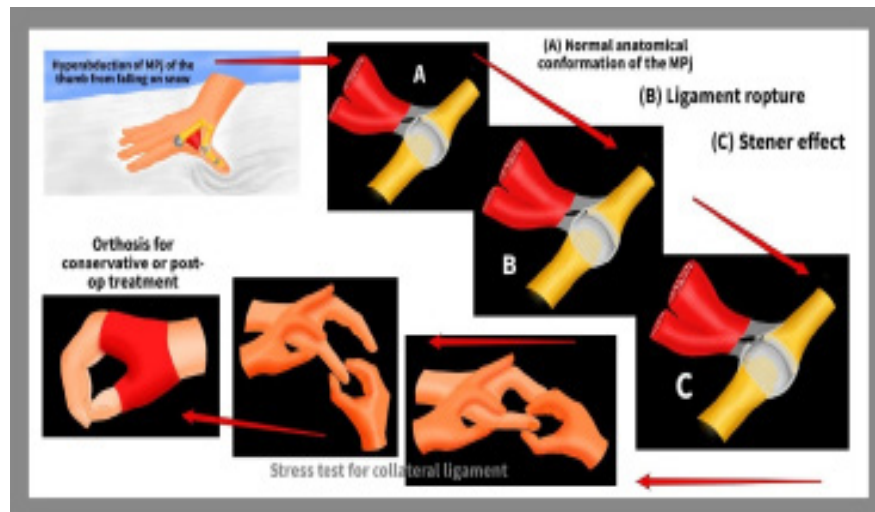 Hyperabduction of MPj of the
thumb from falling on snow
A
(A) Normal anatomical
conformation of the MPj
(B) Ligament ropture
(C) Stener effect
B
C
Orthosis for
conservative or post-
op treatment
Stress test for collateral ligament